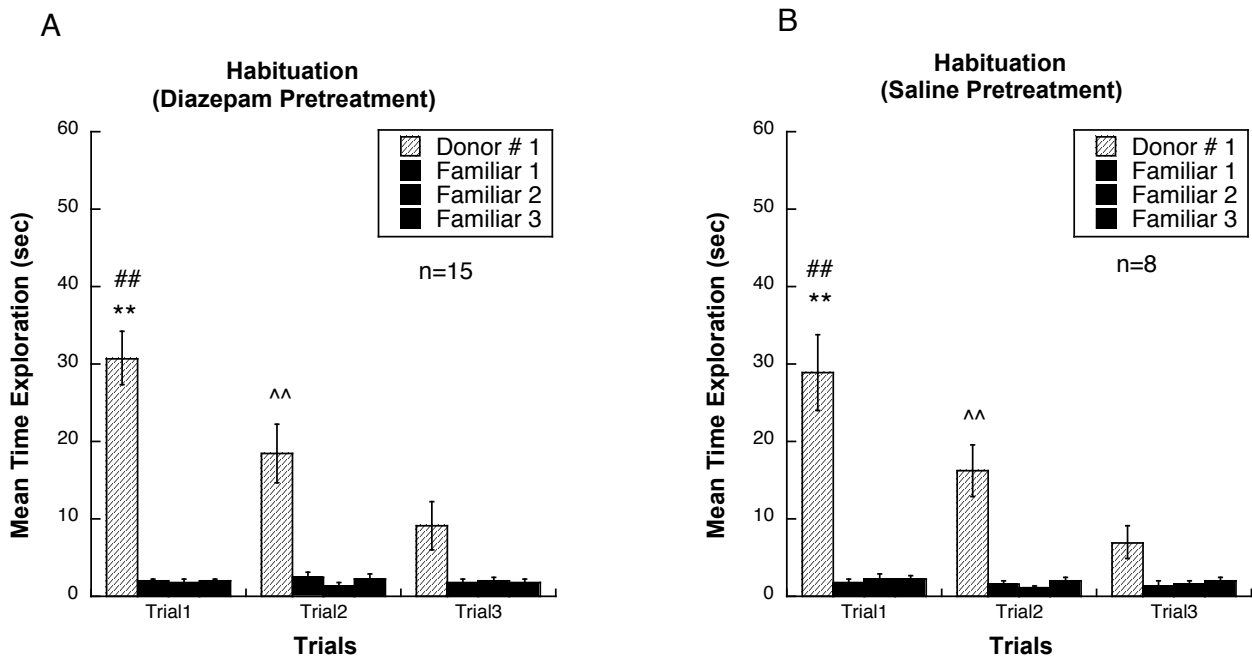 A
Habituation
(Diazepam Pretreatment)
60
50
40
30
20
10
0
Mean Time Exploration (sec)
Donor # 1
Familiar 1
Familiar 2
Familiar 3
n=15
##
**
^^
Trial1 Trial2 Trial3
Trials
B
Habituation
(Saline Pretreatment)
60
50
40
30
20
10
0
Mean Time Exploration (sec)
Donor # 1
Familiar 1
Familiar 2
Familiar 3
n=8
##
**
^^
Trial1 Trial2 Trial3
Trials